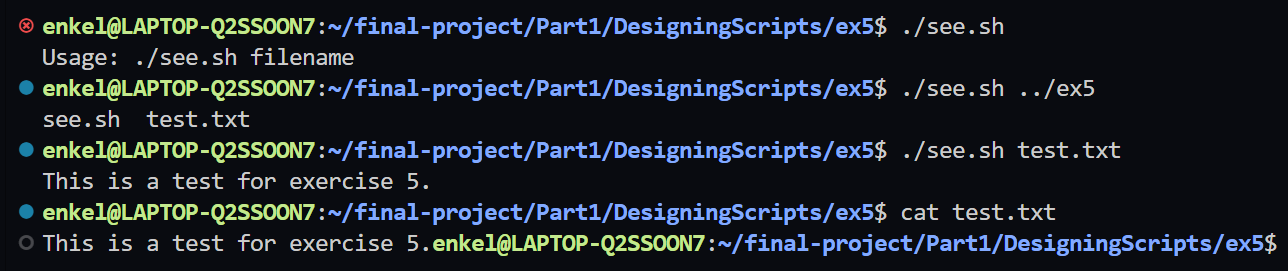 enkel@LAPTOP-Q2SSOON7:~/final-project/Part1/DesigningScripts/ex5$ ./see.sh
Usage: ./see.sh filename
enkel@LAPTOP-Q2SSOON7:~/final-project/Part1/DesigningScripts/ex5$ ./see.sh ../ex5
see.sh  test.txt
enkel@LAPTOP-Q2SSOON7:~/final-project/Part1/DesigningScripts/ex5$ ./see.sh test.txt
This is a test for exercise 5.
enkel@LAPTOP-Q2SSOON7:~/final-project/Part1/DesigningScripts/ex5$ cat test.txt
This is a test for exercise 5.enkel@LAPTOP-Q2SSOON7:~/final-project/Part1/DesigningScripts/ex5$